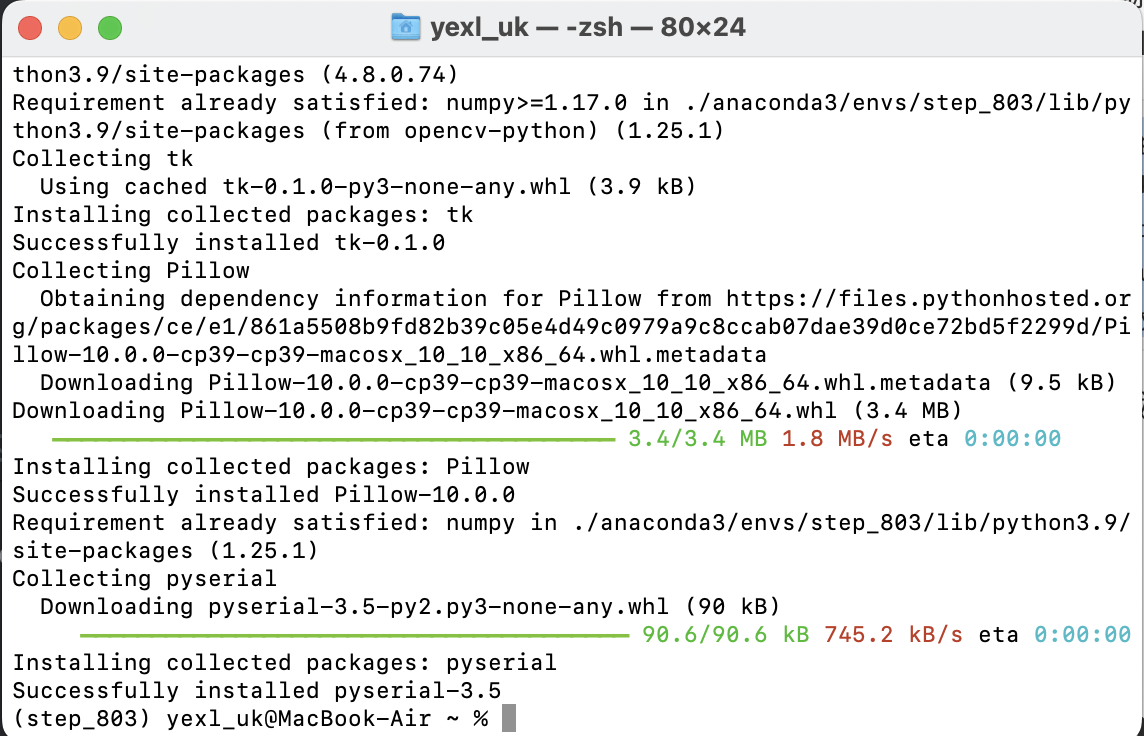 yexl_uk — -zsh — 80×24
thon3.9/site-packages (4.8.0.74)
Requirement already satisfied: numpy>=1.17.0 in ./anaconda3/envs/step_803/lib/py
thon3.9/site-packages (from opencv-python) (1.25.1)
Collecting tk
  Using cached tk-0.1.0-py3-none-any.whl (3.9 kB)
Installing collected packages: tk
Successfully installed tk-0.1.0
Collecting Pillow
  Obtaining dependency information for Pillow from https://files.pythonhosted.or
g/packages/ce/e1/861a5508b9fd82b39c05e4d49c0979a9c8ccab07dae39d0ce72bd5f2299d/Pi
llow-10.0.0-cp39-cp39-macosx_10_10_x86_64.whl.metadata
  Downloading Pillow-10.0.0-cp39-cp39-macosx_10_10_x86_64.whl.metadata (9.5 kB)
Downloading Pillow-10.0.0-cp39-cp39-macosx_10_10_x86_64.whl (3.4 MB)
3.4/3.4 MB 1.8 MB/s eta 0:00:00
Installing collected packages: Pillow
Successfully installed Pillow-10.0.0
Requirement already satisfied: numpy in ./anaconda3/envs/step_803/lib/python3.9/
site-packages (1.25.1)
Collecting pyserial
  Downloading pyserial-3.5-py2.py3-none-any.whl (90 kB)
90.6/90.6 kB 745.2 kB/s eta 0:00:00
Installing collected packages: pyserial
Successfully installed pyserial-3.5
(step_803) yexl_uk@MacBook-Air ~ %